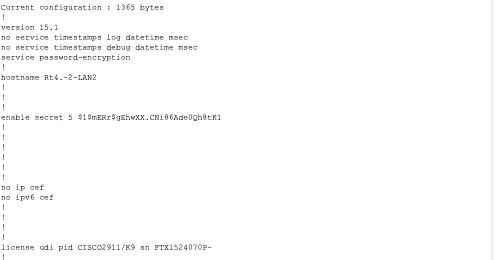 Current configuration : 1365 bytes
!
version 15.1
no service timestamps log datetime msec
no service timestamps debug datetime msec
service password-encryption
!
hostname Rt4.-2-LAN2
!
!
!
enable secret 5 $1$mERr$gEhwXX.CNi86Ade0Qh8tK1
!
!
!
!
!
!
no ip cef
no ipv6 cef
!
!
!
!
license udi pid CISCO2911/K9 sn FTX1524070P-
!